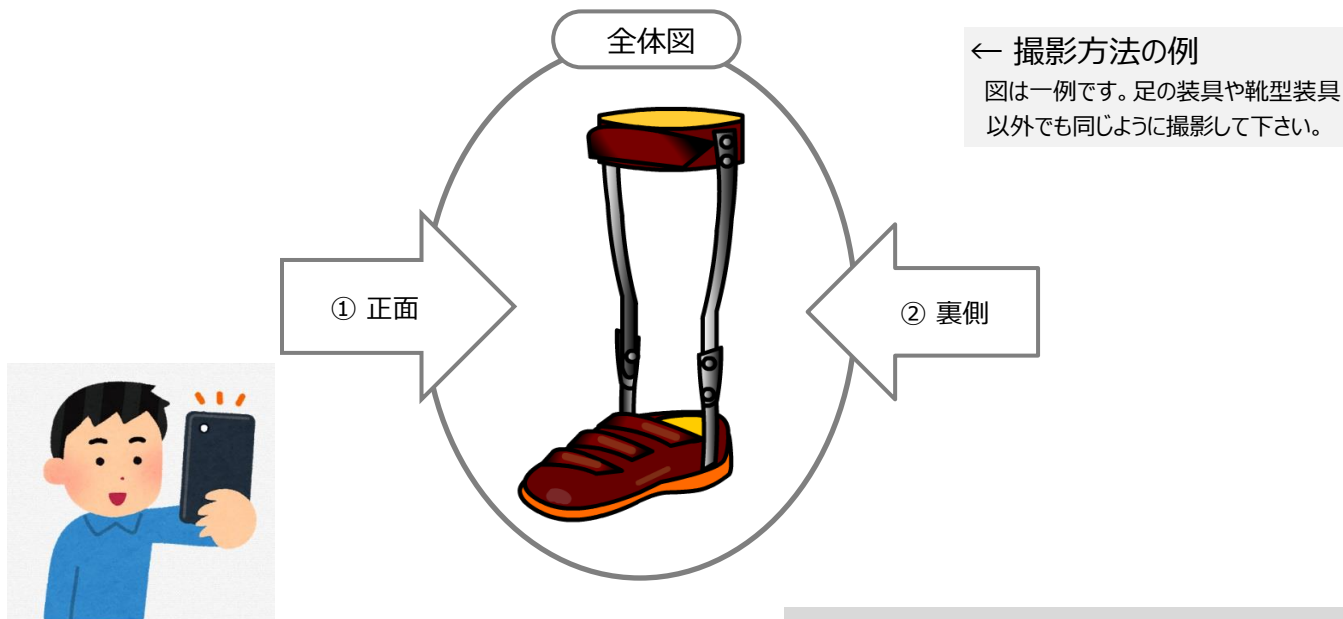 全体図
← 撮影方法の例
図は一例です。足の装具や靴型装具
以外でも同じように撮影して下さい。
① 正面
② 裏側